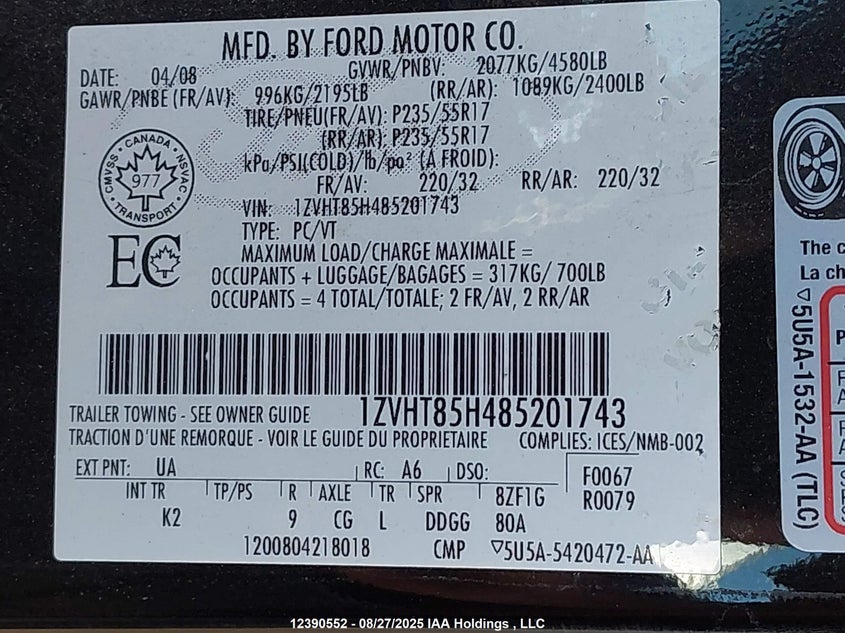 MFD. BY FORD MOTOR CO.
DATE: 04/08 GVWR/PNBV: 2077KG/4580LB
GAWR/PNBE (FR/AV): 996KG/2195LB (RR/AR): 1089KG/2400LB
TIRE/PNEU(FR/AV): P235/55R17
(RR/AR): P235/55R17
kPa/PSI(COLD)/lb/po² (À FROID):
FR/AV: 220/32 RR/AR: 220/32
CMVSS • CANADA • NSVAC • TRANSPORT •
977
VIN: 1ZVHT85H485201743
TYPE: PC/VT
EC
MAXIMUM LOAD/CHARGE MAXIMALE =
OCCUPANTS + LUGGAGE/BAGAGES = 317KG/ 700LB
OCCUPANTS = 4 TOTAL/TOTALE; 2 FR/AV, 2 RR/AR
1ZVHT85H485201743
TRAILER TOWING - SEE OWNER GUIDE
TRACTION D'UNE REMORQUE - VOIR LE GUIDE DU PROPRIETAIRE COMPLIES: ICES/NMB-002
EXT PNT: UA RC: A6 DSO: F0067
R0079
INT TR TP/PS R AXLE TR SPR 8ZF1G
K2 9 CG L DDGG 80A
1200804218018 CMP ▽5U5A-5420472-AA
The c
La ch
▽5U5A-1532-AA (TLC)
12390552 - 08/27/2025 IAA Holdings , LLC